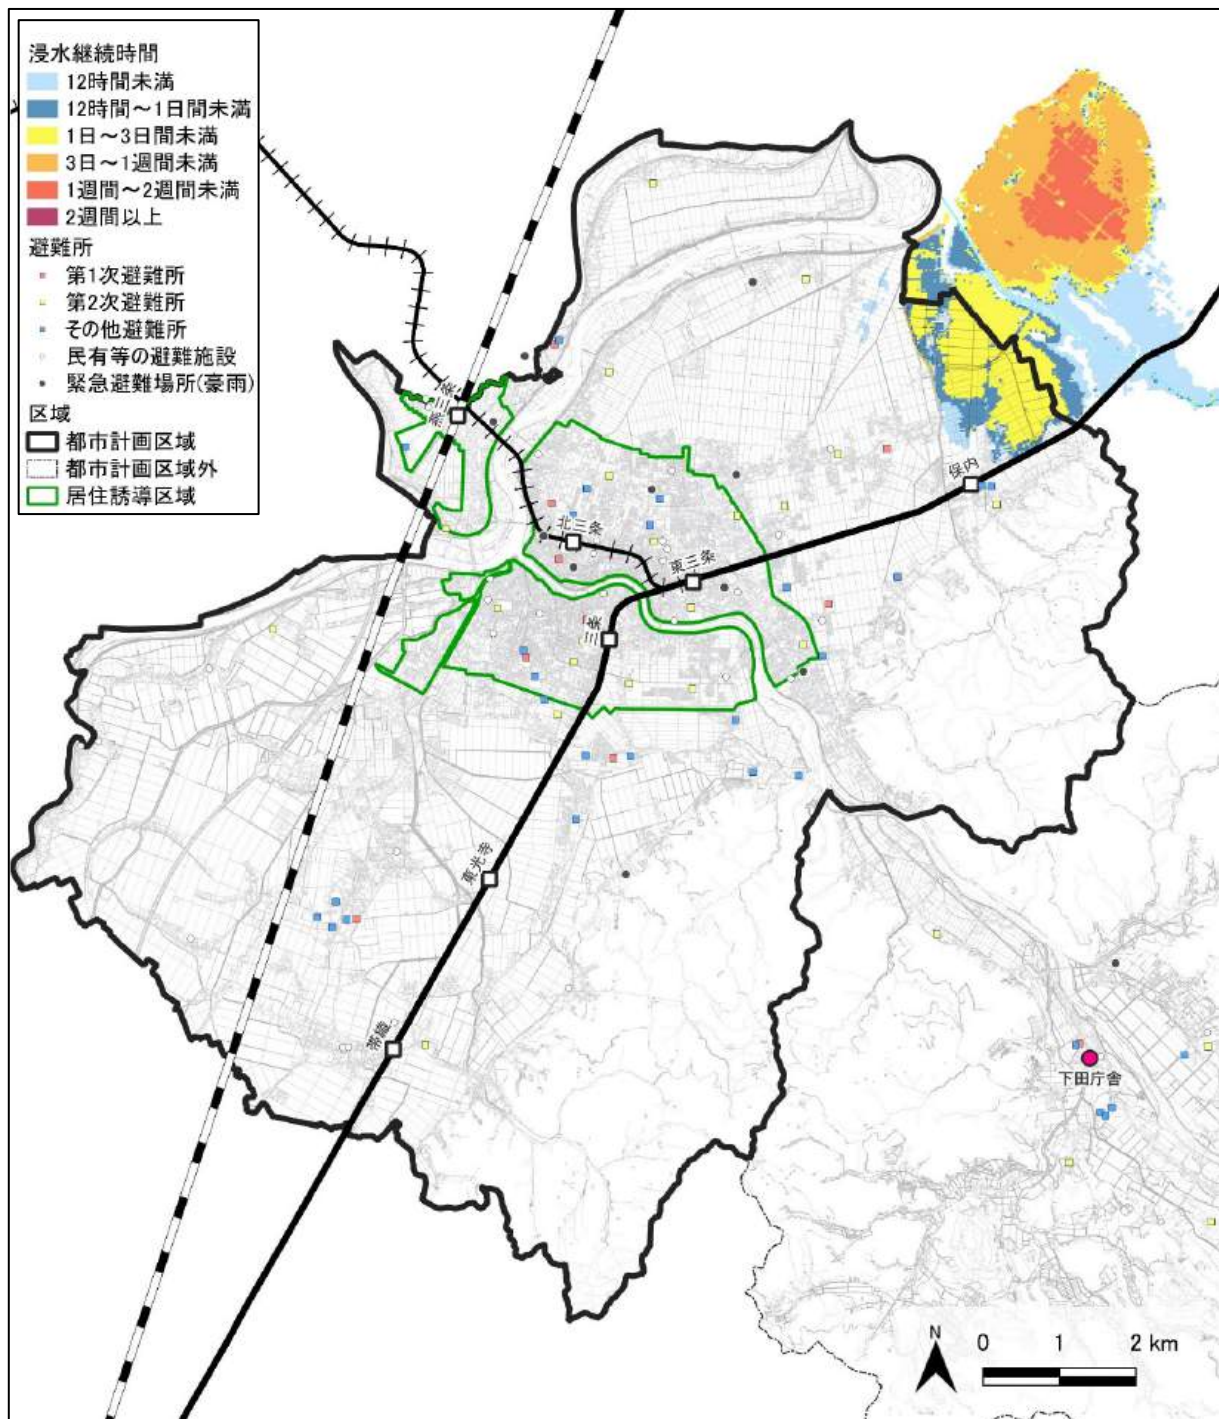 浸水継続時間
12時間未満
12時間～1日間未満
1日～3日間未満
3日～1週間未満
1週間～2週間未満
2週間以上
避難所
第1次避難所
第2次避難所
その他避難所
民有等の避難施設
緊急避難場所(豪雨)
区域
都市計画区域
都市計画区域外
居住誘導区域
燕三条
保内
北三条
東三条
三条
東光寺
帯織
下田庁舎
N
0 1 2 km